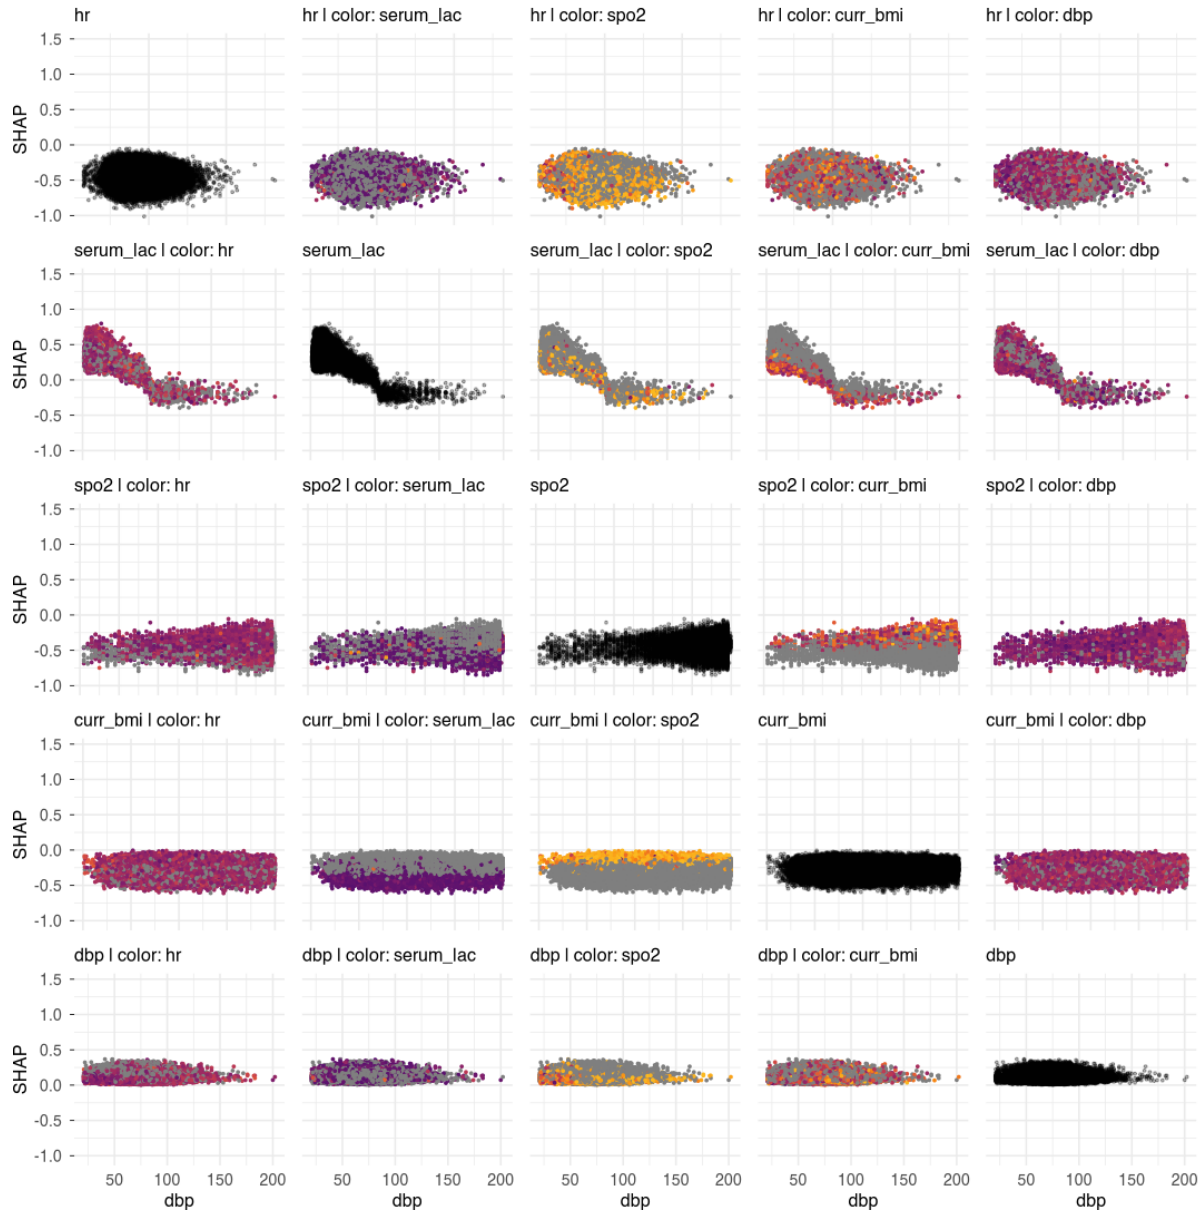 hr
hr | color: serum_lac
hr | color: spo2
hr | color: curr_bmi
hr | color: dbp
1.5
1.0
0.5
0.0
-0.5
-1.0
SHAP
serum_lac | color: hr
serum_lac
serum_lac | color: spo2
serum_lac | color: curr_bmi
serum_lac | color: dbp
1.5
1.0
0.5
0.0
-0.5
-1.0
SHAP
spo2 | color: hr
spo2 | color: serum_lac
spo2
spo2 | color: curr_bmi
spo2 | color: dbp
1.5
1.0
0.5
0.0
-0.5
-1.0
SHAP
curr_bmi | color: hr
curr_bmi | color: serum_lac
curr_bmi | color: spo2
curr_bmi
curr_bmi | color: dbp
1.5
1.0
0.5
0.0
-0.5
-1.0
SHAP
dbp | color: hr
dbp | color: serum_lac
dbp | color: spo2
dbp | color: curr_bmi
dbp
1.5
1.0
0.5
0.0
-0.5
-1.0
SHAP
50 100 150 200
50 100 150 200
50 100 150 200
50 100 150 200
50 100 150 200
dbp
dbp
dbp
dbp
dbp